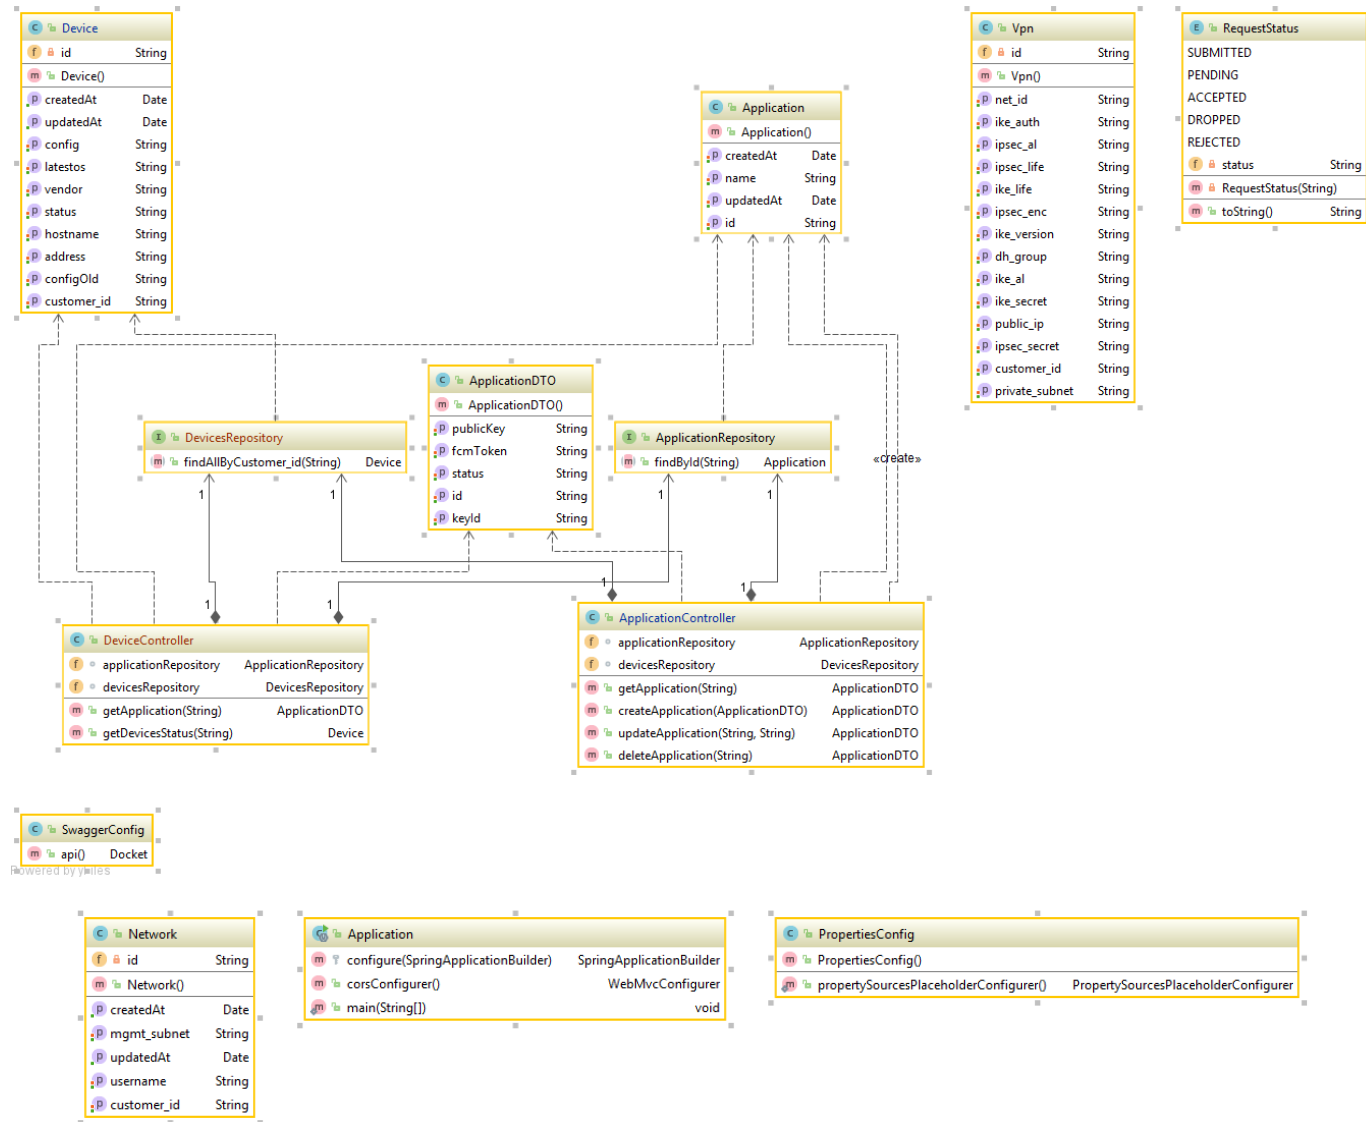 Device
id String
Device()
createdAt Date
updatedAt Date
config String
latestos String
vendor String
status String
hostname String
address String
configOld String
customer_id String
Application
Application()
createdAt Date
name String
updatedAt Date
id String
Vpn
id String
Vpn()
net_id String
ike_auth String
ipsec_al String
ipsec_life String
ike_life String
ipsec_enc String
ike_version String
dh_group String
ike_al String
ike_secret String
public_ip String
ipsec_secret String
customer_id String
private_subnet String
RequestStatus
SUBMITTED
PENDING
ACCEPTED
DROPPED
REJECTED
status String
RequestStatus(String)
toString() String
ApplicationDTO
ApplicationDTO()
publicKey String
fcmToken String
status String
id String
keyId String
DevicesRepository
findAllByCustomer_id(String) Device
ApplicationRepository
findById(String) Application
«create»
1
1
1
1
1
1
1
1
DeviceController
applicationRepository ApplicationRepository
devicesRepository DevicesRepository
getApplication(String) ApplicationDTO
getDevicesStatus(String) Device
ApplicationController
applicationRepository ApplicationRepository
devicesRepository DevicesRepository
getApplication(String) ApplicationDTO
createApplication(ApplicationDTO) ApplicationDTO
updateApplication(String, String) ApplicationDTO
deleteApplication(String) ApplicationDTO
SwaggerConfig
api() Docket
Powered by yFiles
Network
id String
Network()
createdAt Date
mgmt_subnet String
updatedAt Date
username String
customer_id String
Application
configure(SpringApplicationBuilder) SpringApplicationBuilder
corsConfigurer() WebMvcConfigurer
main(String[]) void
PropertiesConfig
PropertiesConfig()
propertySourcesPlaceholderConfigurer() PropertySourcesPlaceholderConfigurer